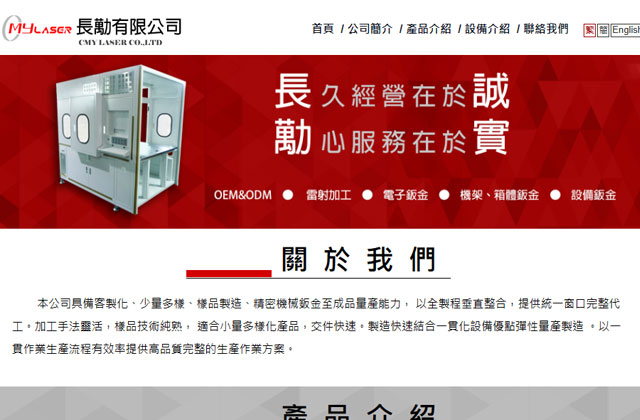 CMYLASER 長勱有限公司
CMY LASER CO.,LTD
首頁 / 公司簡介 / 產品介紹 / 設備介紹 / 聯絡我們
繁 簡 English
長久經營在於誠
勱心服務在於實
OEM&ODM ● 雷射加工 ● 電子鈑金 ● 機架、箱體鈑金 ● 設備鈑金
關於我們
本公司具備客製化、少量多樣、樣品製造、精密機械鈑金至成品量產能力， 以全製程垂直整合，提供統一窗口完整代
工。加工手法靈活，樣品技術純熟， 適合小量多樣化產品，交件快速。製造快速結合一貫化設備優點彈性量產製造 。以一
貫作業生產流程有效率提供高品質完整的生產作業方案。
產品介紹